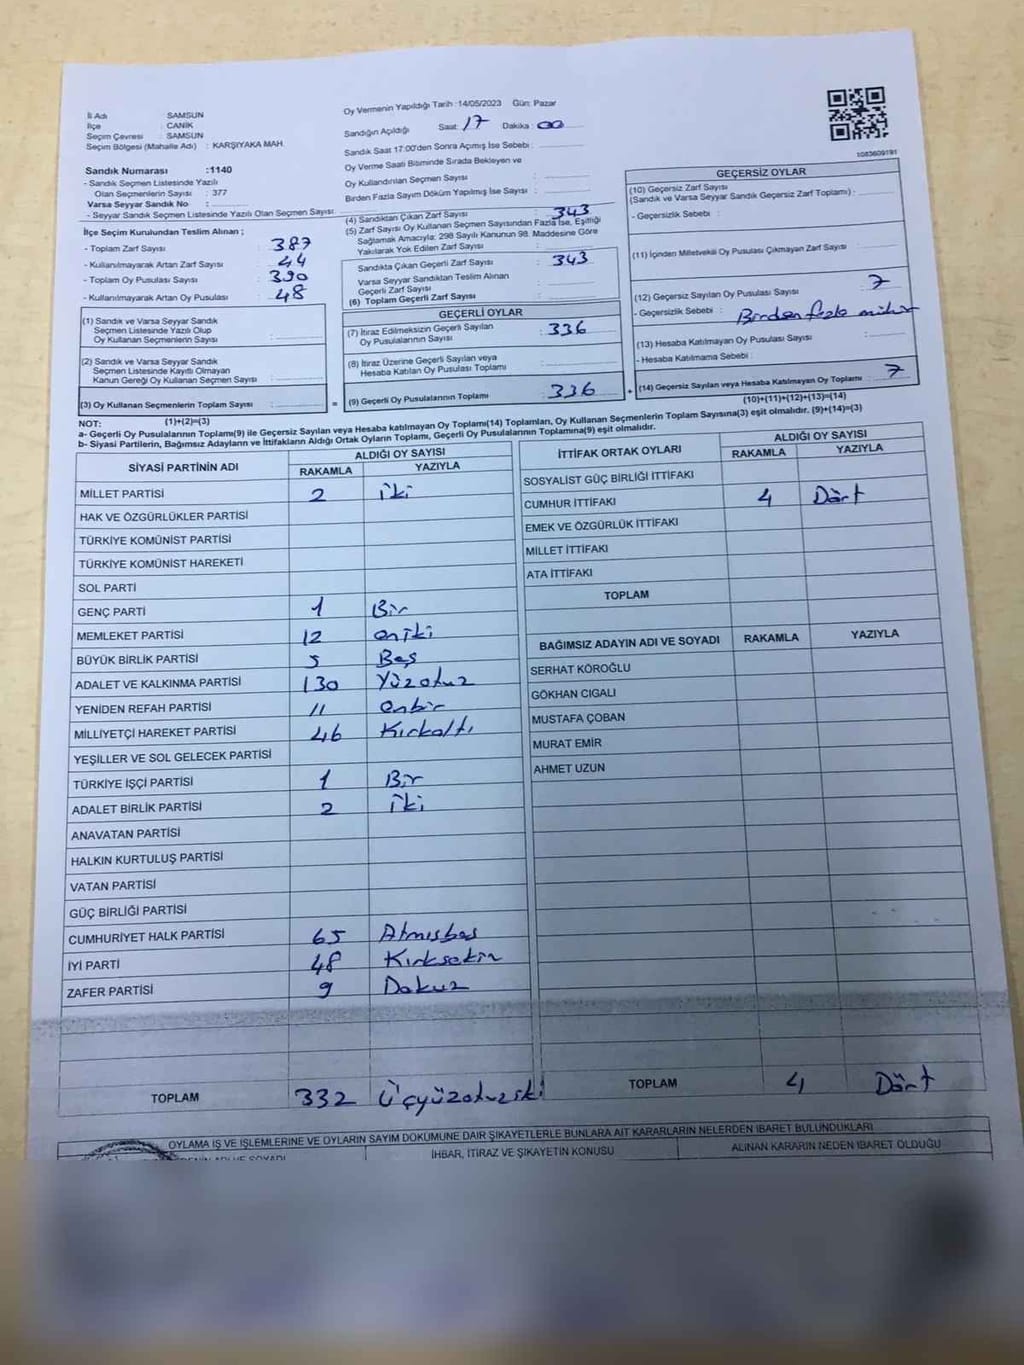 İli Adı SAMSUN
İlçe : CANİK
Seçim Çevresi : SAMSUN
Seçim Bölgesi (Mahalle Adı) : KARŞIYAKA MAH.
Sandık Numarası :1140
- Sandık Seçmen Listesinde Yazılı
Olan Seçmenlerin Sayısı : 377
Varsa Seyyar Sandık No :
- Seyyar Sandık Seçmen Listesinde Yazılı Olan Seçmen Sayısı:
İlçe Seçim Kurulundan Teslim Alınan ;
- Toplam Zarf Sayısı : 387
- Kullanılmayarak Artan Zarf Sayısı : 44
- Toplam Oy Pusulası Sayısı : 390
- Kullanılmayarak Artan Oy Pusulası : 48
(1) Sandık ve Varsa Seyyar Sandık
Seçmen Listesinde Yazılı Olup
Oy Kullanan Seçmenlerin Sayısı :
(2) Sandık ve Varsa Seyyar Sandık
Seçmen Listesinde Kayıtlı Olmayan
Kanun Gereği Oy Kullanan Seçmen Sayısı :
(3) Oy Kullanan Seçmenlerin Toplam Sayısı :
Oy Vermenin Yapıldığı Tarih :14/05/2023 Gün: Pazar
Sandığın Açıldığı Saat: 17 Dakika : 00
Sandık Saat 17:00'den Sonra Açımış İse Sebebi :
Oy Verme Saati Bitiminde Sırada Bekleyen ve
Oy Kullandırılan Seçmen Sayısı :
Birden Fazla Sayım Döküm Yapılmış İse Sayısı :
(4) Sandıktan Çıkan Zarf Sayısı : 343
(5) Zarf Sayısı Oy Kullanan Seçmen Sayısından Fazla İse, Eşitliği
Sağlamak Amacıyla; 298 Sayılı Kanunun 98. Maddesine Göre
Yakılarak Yok Edilen Zarf Sayısı :
Sandıkta Çıkan Geçerli Zarf Sayısı : 343
Varsa Seyyar Sandıktan Teslim Alınan
Geçerli Zarf Sayısı :
(6) Toplam Geçerli Zarf Sayısı :
GEÇERLİ OYLAR
(7) İtiraz Edilmeksizin Geçerli Sayılan
Oy Pusulalarının Sayısı : 336
(8) İtiraz Üzerine Geçerli Sayılan veya
Hesaba Katılan Oy Pusulası Toplamı :
= (9) Geçerli Oy Pusulalarının Toplamı : 336 +
1083609191
GEÇERSİZ OYLAR
(10) Geçersiz Zarf Sayısı
(Sandık ve Varsa Seyyar Sandık Geçersiz Zarf Toplamı) :
- Geçersizlik Sebebi :
(11) İçinden Milletvekili Oy Pusulası Çıkmayan Zarf Sayısı
:
(12) Geçersiz Sayılan Oy Pusulası Sayısı : 7
- Geçersizlik Sebebi : Birden fazla mühür
(13) Hesaba Katılmayan Oy Pusulası Sayısı :
- Hesaba Katılmama Sebebi :
(14) Geçersiz Sayılan veya Hesaba Katılmayan Oy Toplamı : 7
NOT: (1)+(2)=(3) (10)+(11)+(12)+(13)=(14)
a- Geçerli Oy Pusulalarının Toplamı(9) ile Geçersiz Sayılan veya Hesaba Katılmayan Oy Toplamı(14) Toplamları, Oy Kullanan Seçmenlerin Toplam Sayısına(3) eşit olmalıdır. (9)+(14)=(3)
b- Siyasi Partilerin, Bağımsız Adayların ve İttifakların Aldığı Ortak Oyların Toplamı, Geçerli Oy Pusulalarının Toplamına(9) eşit olmalıdır.
SİYASİ PARTİNİN ADI ALDIĞI OY SAYISI
RAKAMLA YAZIYLA
MİLLET PARTİSİ 2 iki
HAK VE ÖZGÜRLÜKLER PARTİSİ
TÜRKİYE KOMÜNİST PARTİSİ
TÜRKİYE KOMÜNİST HAREKETİ
SOL PARTİ
GENÇ PARTİ 1 Bir
MEMLEKET PARTİSİ 12 oniki
BÜYÜK BİRLİK PARTİSİ 5 Beş
ADALET VE KALKINMA PARTİSİ 130 Yüzotuz
YENİDEN REFAH PARTİSİ 11 onbir
MİLLİYETÇİ HAREKET PARTİSİ 46 Kırkaltı
YEŞİLLER VE SOL GELECEK PARTİSİ
TÜRKİYE İŞÇİ PARTİSİ 1 Bir
ADALET BİRLİK PARTİSİ 2 iki
ANAVATAN PARTİSİ
HALKIN KURTULUŞ PARTİSİ
VATAN PARTİSİ
GÜÇ BİRLİĞİ PARTİSİ
CUMHURİYET HALK PARTİSİ 65 Atmışbeş
İYİ PARTİ 48 Kırksekiz
ZAFER PARTİSİ 9 Dokuz
TOPLAM 332 Üçyüzotuziki
İTTİFAK ORTAK OYLARI ALDIĞI OY SAYISI
RAKAMLA YAZIYLA
SOSYALİST GÜÇ BİRLİĞİ İTTİFAKI
CUMHUR İTTİFAKI 4 Dört
EMEK VE ÖZGÜRLÜK İTTİFAKI
MİLLET İTTİFAKI
ATA İTTİFAKI
TOPLAM
BAĞIMSIZ ADAYIN ADI VE SOYADI RAKAMLA YAZIYLA
SERHAT KÖROĞLU
GÖKHAN CIGALI
MUSTAFA ÇOBAN
MURAT EMİR
AHMET UZUN
TOPLAM 4 Dört
OYLAMA İŞ VE İŞLEMLERİNE VE OYLARIN SAYIM DÖKÜMÜNE DAİR ŞİKAYETLERLE BUNLARA AİT KARARLARIN NELERDEN İBARET BULUNDUKLARI
İHBAR, İTİRAZ VE ŞİKAYETİN KONUSU ALINAN KARARIN NEDEN İBARET OLDUĞU